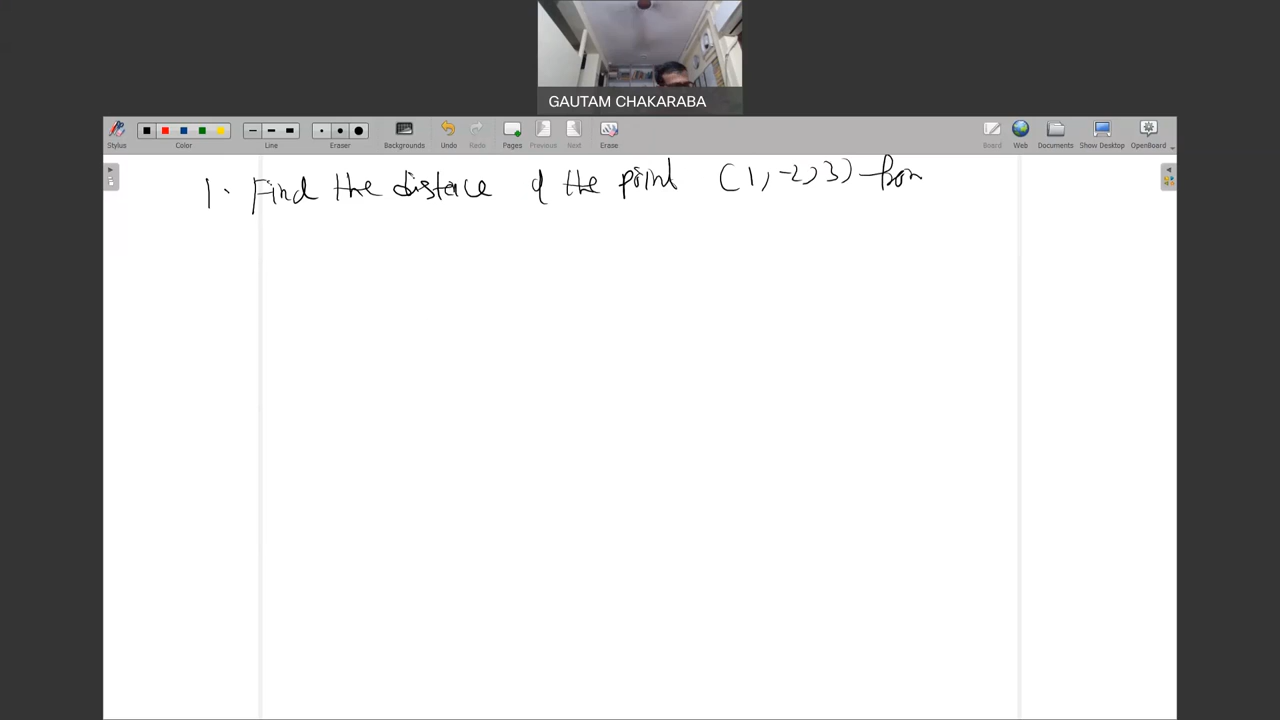 GAUTAM CHAKARABA
Stylus Color Line Eraser Backgrounds Undo Redo Pages Previous Next Erase Board Web Documents Show Desktop OpenBoard
1. Find the distance of the point (1, -2, 3) from